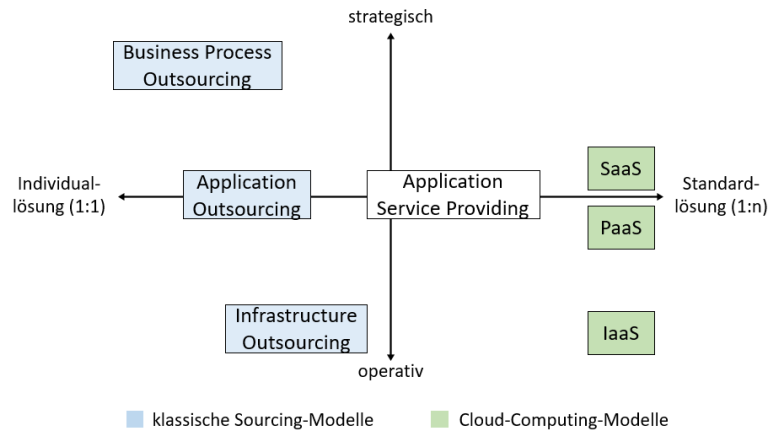 strategisch
Business Process
Outsourcing
SaaS
Individual-
lösung (1:1)
Application
Outsourcing
Application
Service Providing
Standard-
lösung (1:n)
PaaS
Infrastructure
Outsourcing
IaaS
operativ
klassische Sourcing-Modelle
Cloud-Computing-Modelle